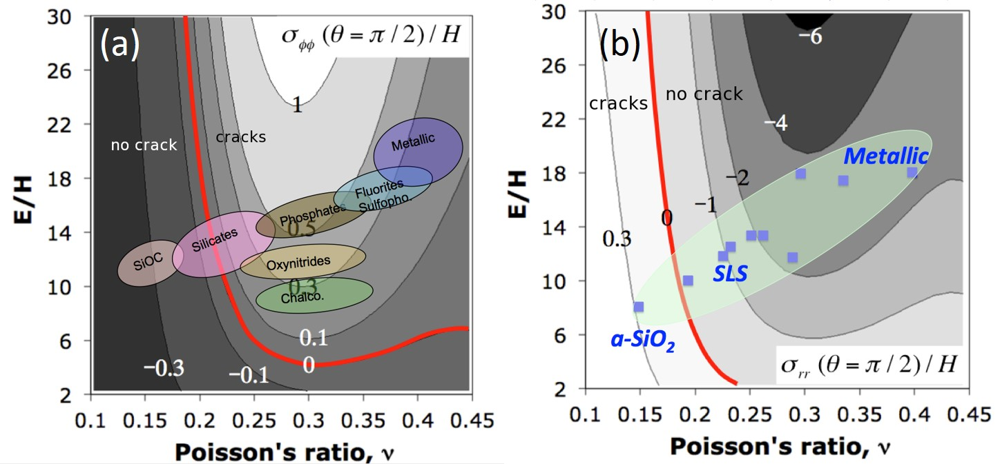 (a)
σϕϕ (θ = π / 2) / H
30
26
22
18
14
10
6
2
E/H
no crack
cracks
1
Metallic
Fluorites
Sulfopho.
Phosphates
0.5
Silicates
SiOC
Oxynitrides
0.3
Chalco.
0.1
0
−0.1
−0.3
0.1 0.15 0.2 0.25 0.3 0.35 0.4 0.45
Poisson's ratio, ν
(b)
30
26
22
18
14
10
6
2
E/H
−6
cracks
no crack
−4
Metallic
−2
−1
0
0.3
SLS
a-SiO2
σrr (θ = π / 2) / H
0.1 0.15 0.2 0.25 0.3 0.35 0.4 0.45
Poisson's ratio, ν